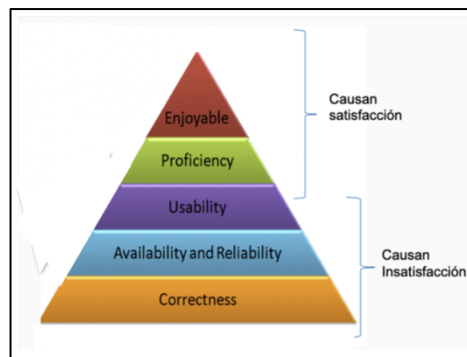 Enjoyable
Proficiency
Usability
Availability and Reliability
Correctness
Causan
satisfacción
Causan
Insatisfacción